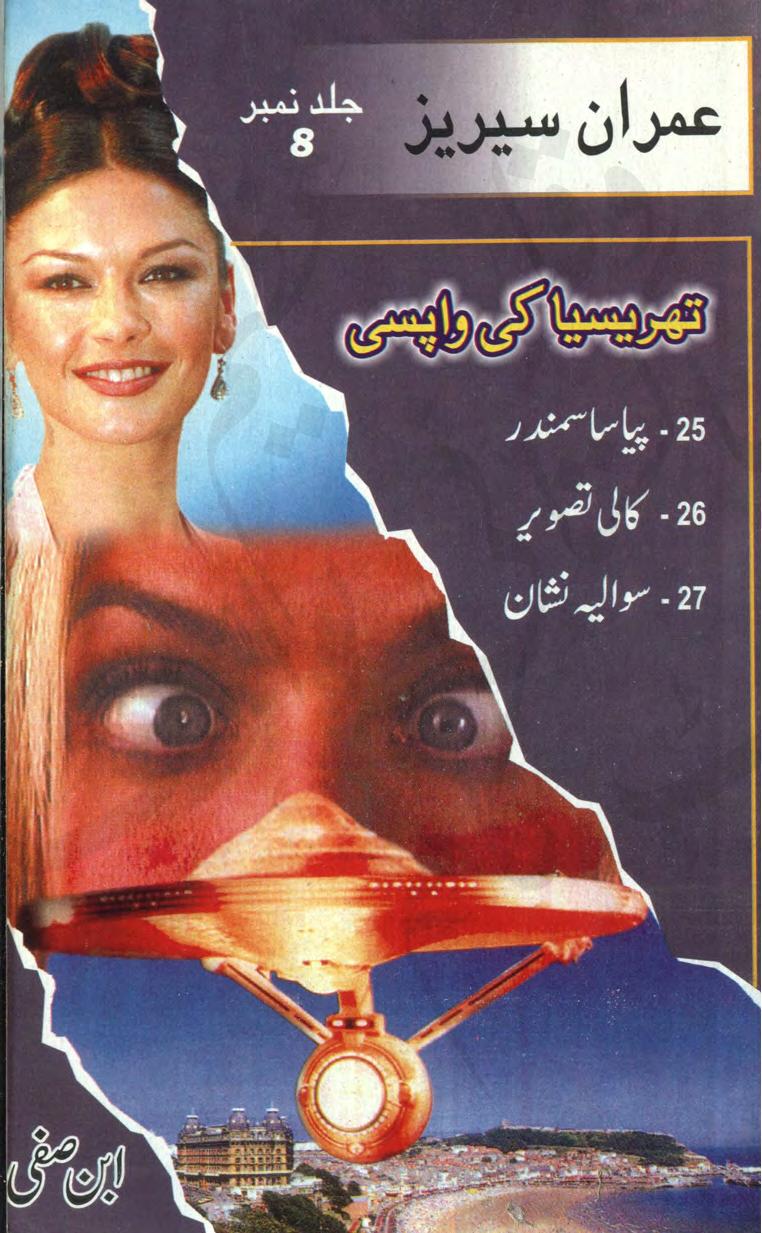 عمران سیریز
جلد نمبر
8
تھریسیا کی واپسی
25 - پیاسا سمندر
26 - کالی تصویر
27 - سوالیہ نشان
ابن صفی